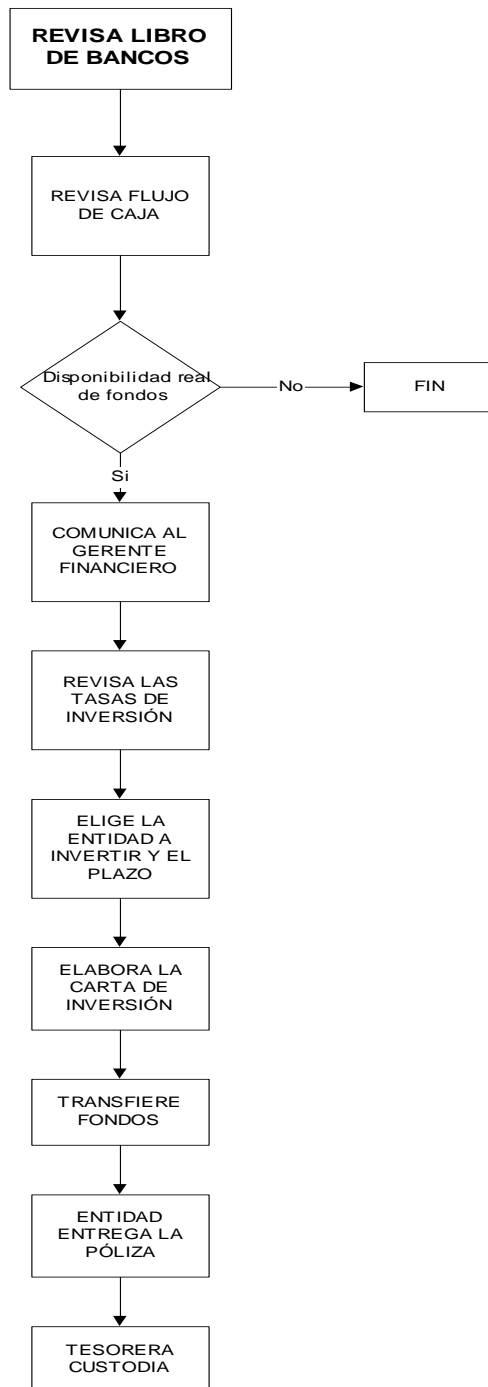 REVISA LIBRO
DE BANCOS
REVISA FLUJO
DE CAJA
Disponibilidad real
de fondos
No
FIN
Si
COMUNICA AL
GERENTE
FINANCIERO
REVISA LAS
TASAS DE
INVERSIÓN
ELIGE LA
ENTIDAD A
INVERTIR Y EL
PLAZO
ELABORA LA
CARTA DE
INVERSIÓN
TRANSFIERE
FONDOS
ENTIDAD
ENTREGA LA
PÓLIZA
TESORERA
CUSTODIA